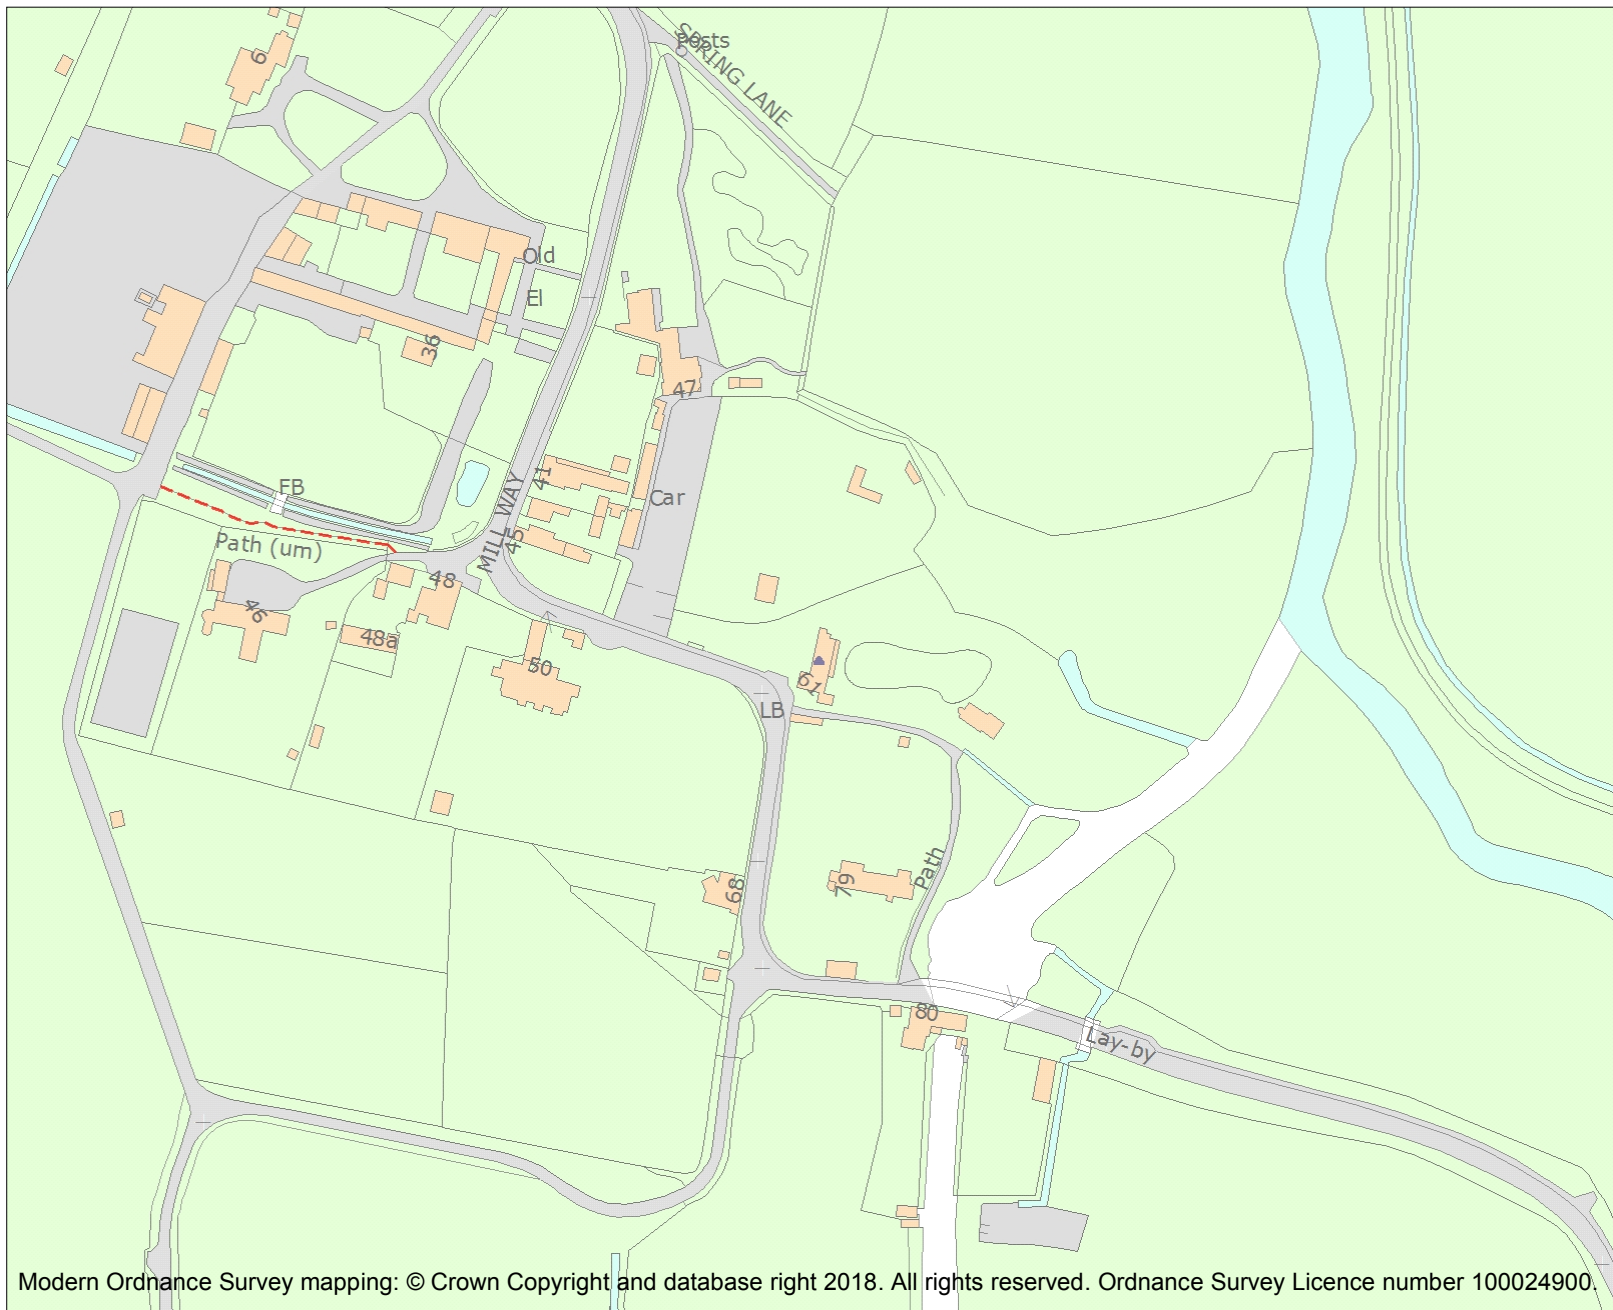 Posts
SPRING LANE
6
Old
El
36
47
41
MILL WAY
45
Car
FB
Path (um)
48
46
48a
50
61
LB
Path
79
68
80
Lay-by
Modern Ordnance Survey mapping: © Crown Copyright and database right 2018. All rights reserved. Ordnance Survey Licence number 100024900.